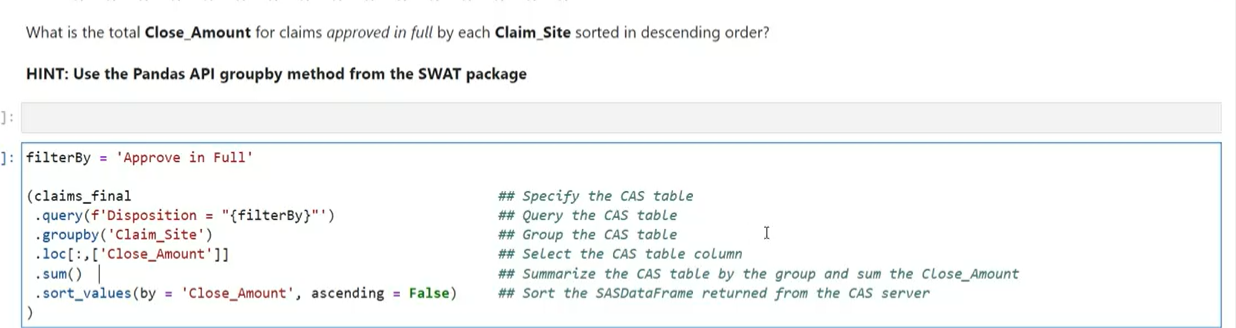 What is the total Close_Amount for claims approved in full by each Claim_Site sorted in descending order?
HINT: Use the Pandas API groupby method from the SWAT package
]:
]: filterBy = 'Approve in Full'
(claims_final ## Specify the CAS table
.query(f'Disposition = "{filterBy}"') ## Query the CAS table
.groupby('Claim_Site') ## Group the CAS table
.loc[:,['Close_Amount']] ## Select the CAS table column
.sum() ## Summarize the CAS table by the group and sum the Close_Amount
.sort_values(by = 'Close_Amount', ascending = False) ## Sort the SASDataFrame returned from the CAS server
)